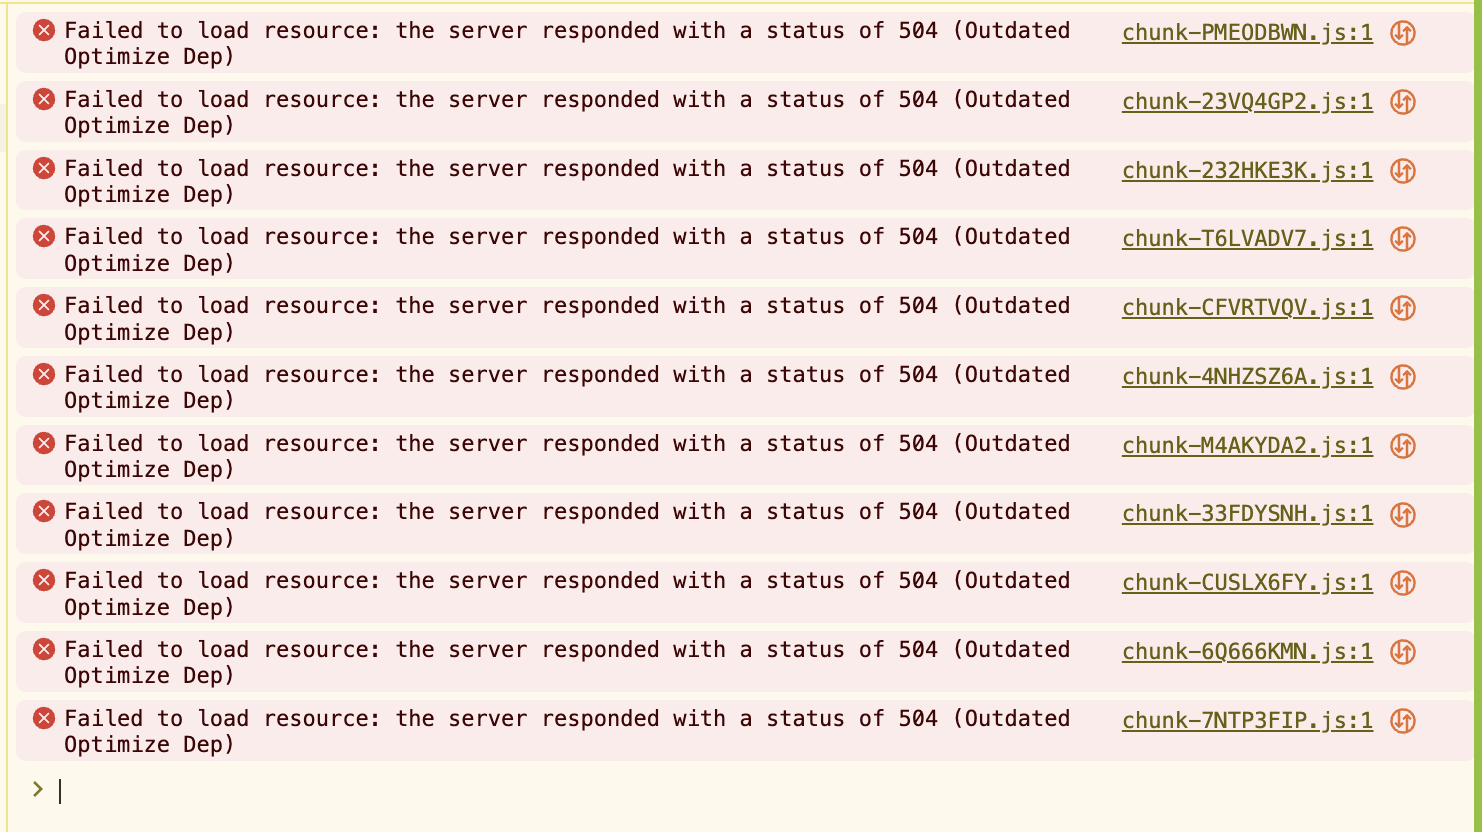 Failed to load resource: the server responded with a status of 504 (Outdated chunk-PMEODBWN.js:1
Optimize Dep)
Failed to load resource: the server responded with a status of 504 (Outdated chunk-23VQ4GP2.js:1
Optimize Dep)
Failed to load resource: the server responded with a status of 504 (Outdated chunk-232HKE3K.js:1
Optimize Dep)
Failed to load resource: the server responded with a status of 504 (Outdated chunk-T6LVADV7.js:1
Optimize Dep)
Failed to load resource: the server responded with a status of 504 (Outdated chunk-CFVRTVQV.js:1
Optimize Dep)
Failed to load resource: the server responded with a status of 504 (Outdated chunk-4NHZSZ6A.js:1
Optimize Dep)
Failed to load resource: the server responded with a status of 504 (Outdated chunk-M4AKYDA2.js:1
Optimize Dep)
Failed to load resource: the server responded with a status of 504 (Outdated chunk-33FDYSNH.js:1
Optimize Dep)
Failed to load resource: the server responded with a status of 504 (Outdated chunk-CUSLX6FY.js:1
Optimize Dep)
Failed to load resource: the server responded with a status of 504 (Outdated chunk-6Q666KMN.js:1
Optimize Dep)
Failed to load resource: the server responded with a status of 504 (Outdated chunk-7NTP3FIP.js:1
Optimize Dep)